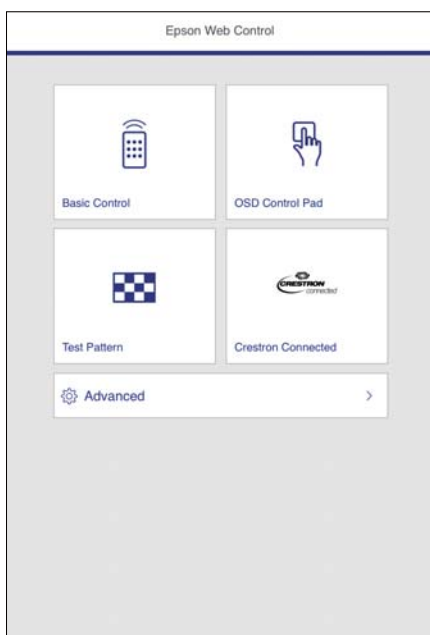 Epson Web Control
Basic Control
OSD Control Pad
CRESTRON
connected
Test Pattern
Crestron Connected
Advanced